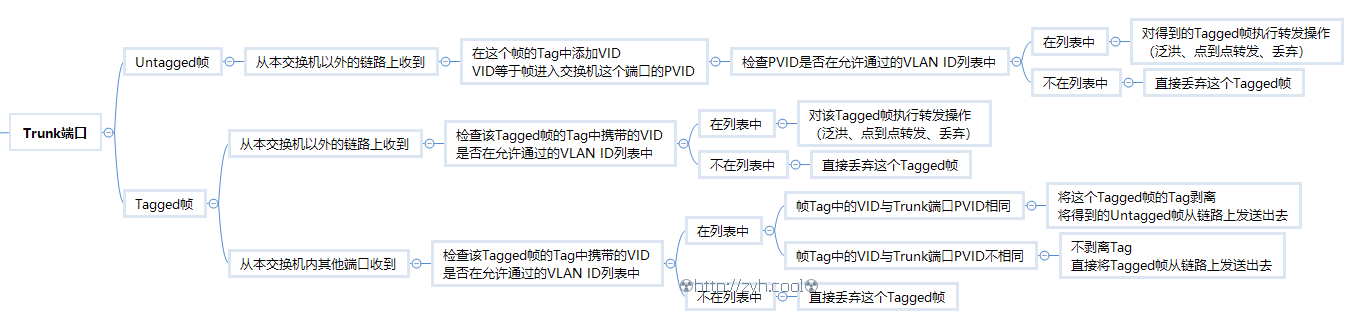 Trunk端口
Untagged帧
从本交换机以外的链路上收到
在这个帧的Tag中添加VID
VID等于帧进入交换机这个端口的PVID
检查PVID是否在允许通过的VLAN ID列表中
在列表中
对得到的Tagged帧执行转发操作
（泛洪、点到点转发、丢弃）
不在列表中
直接丢弃这个Tagged帧
Tagged帧
从本交换机以外的链路上收到
检查该Tagged帧的Tag中携带的VID
是否在允许通过的VLAN ID列表中
在列表中
对该Tagged帧执行转发操作
（泛洪、点到点转发、丢弃）
不在列表中
直接丢弃这个Tagged帧
从本交换机内其他端口收到
检查该Tagged帧的Tag中携带的VID
是否在允许通过的VLAN ID列表中
在列表中
帧Tag中的VID与Trunk端口PVID相同
将这个Tagged帧的Tag剥离
将得到的Untagged帧从链路上发送出去
帧Tag中的VID与Trunk端口PVID不相同
不剥离Tag
直接将Tagged帧从链路上发送出去
不在列表中
直接丢弃这个Tagged帧
☢http://zyh.cool☢